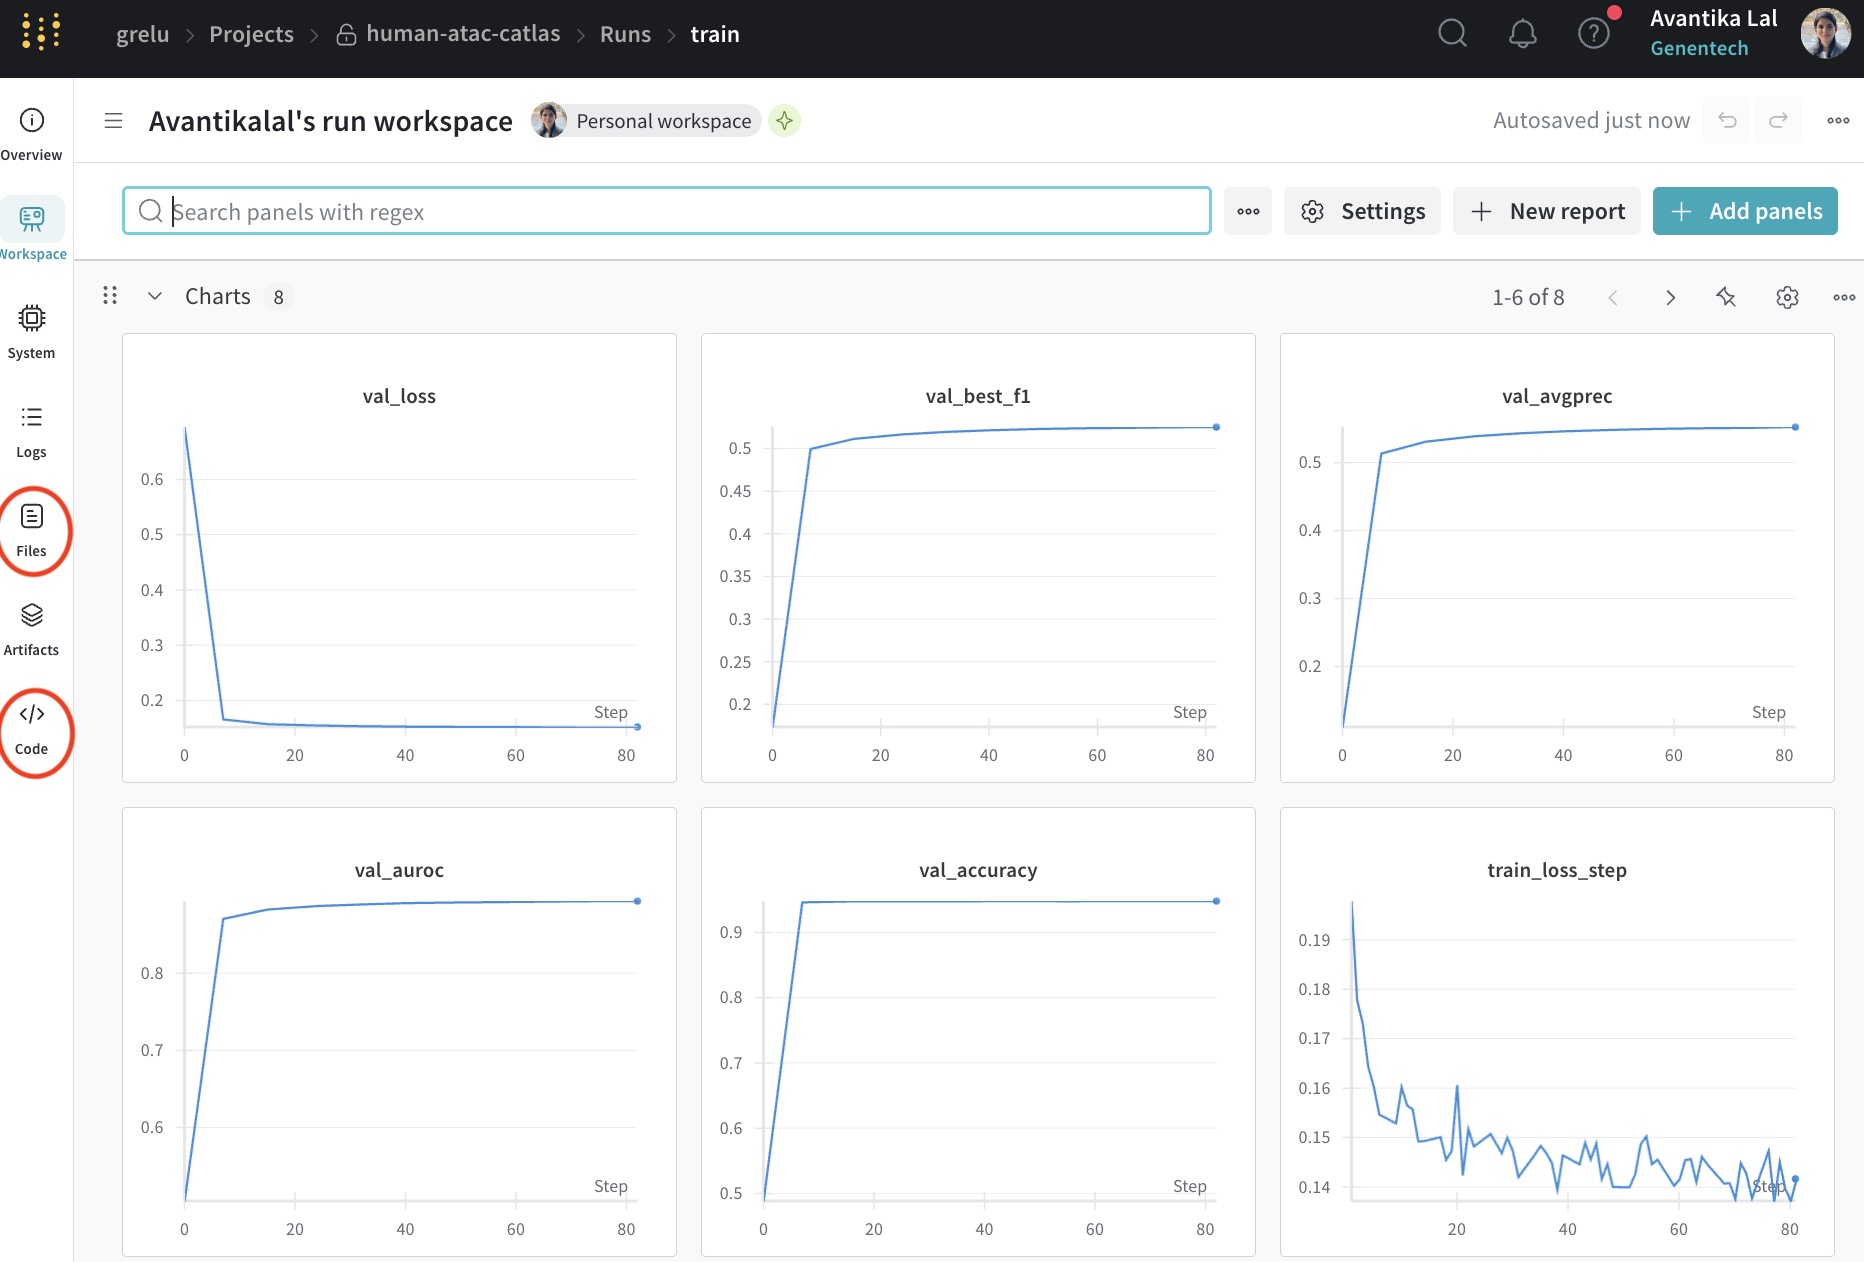 grelu
Projects
human-atac-catlas
Runs
train
Avantika Lal
Genentech
Avantikalal's run workspace
Personal workspace
Autosaved just now
Overview
Workspace
System
Logs
Files
Artifacts
Code
Search panels with regex
Settings
New report
Add panels
Charts 8
1-6 of 8
val_loss
0.6
0.5
0.4
0.3
0.2
Step
0 20 40 60 80
val_best_f1
0.5
0.45
0.4
0.35
0.3
0.25
0.2
Step
0 20 40 60 80
val_avgprec
0.5
0.4
0.3
0.2
Step
0 20 40 60 80
val_auroc
0.8
0.7
0.6
Step
0 20 40 60 80
val_accuracy
0.9
0.8
0.7
0.6
0.5
Step
0 20 40 60 80
train_loss_step
0.19
0.18
0.17
0.16
0.15
0.14
Step
20 40 60 80